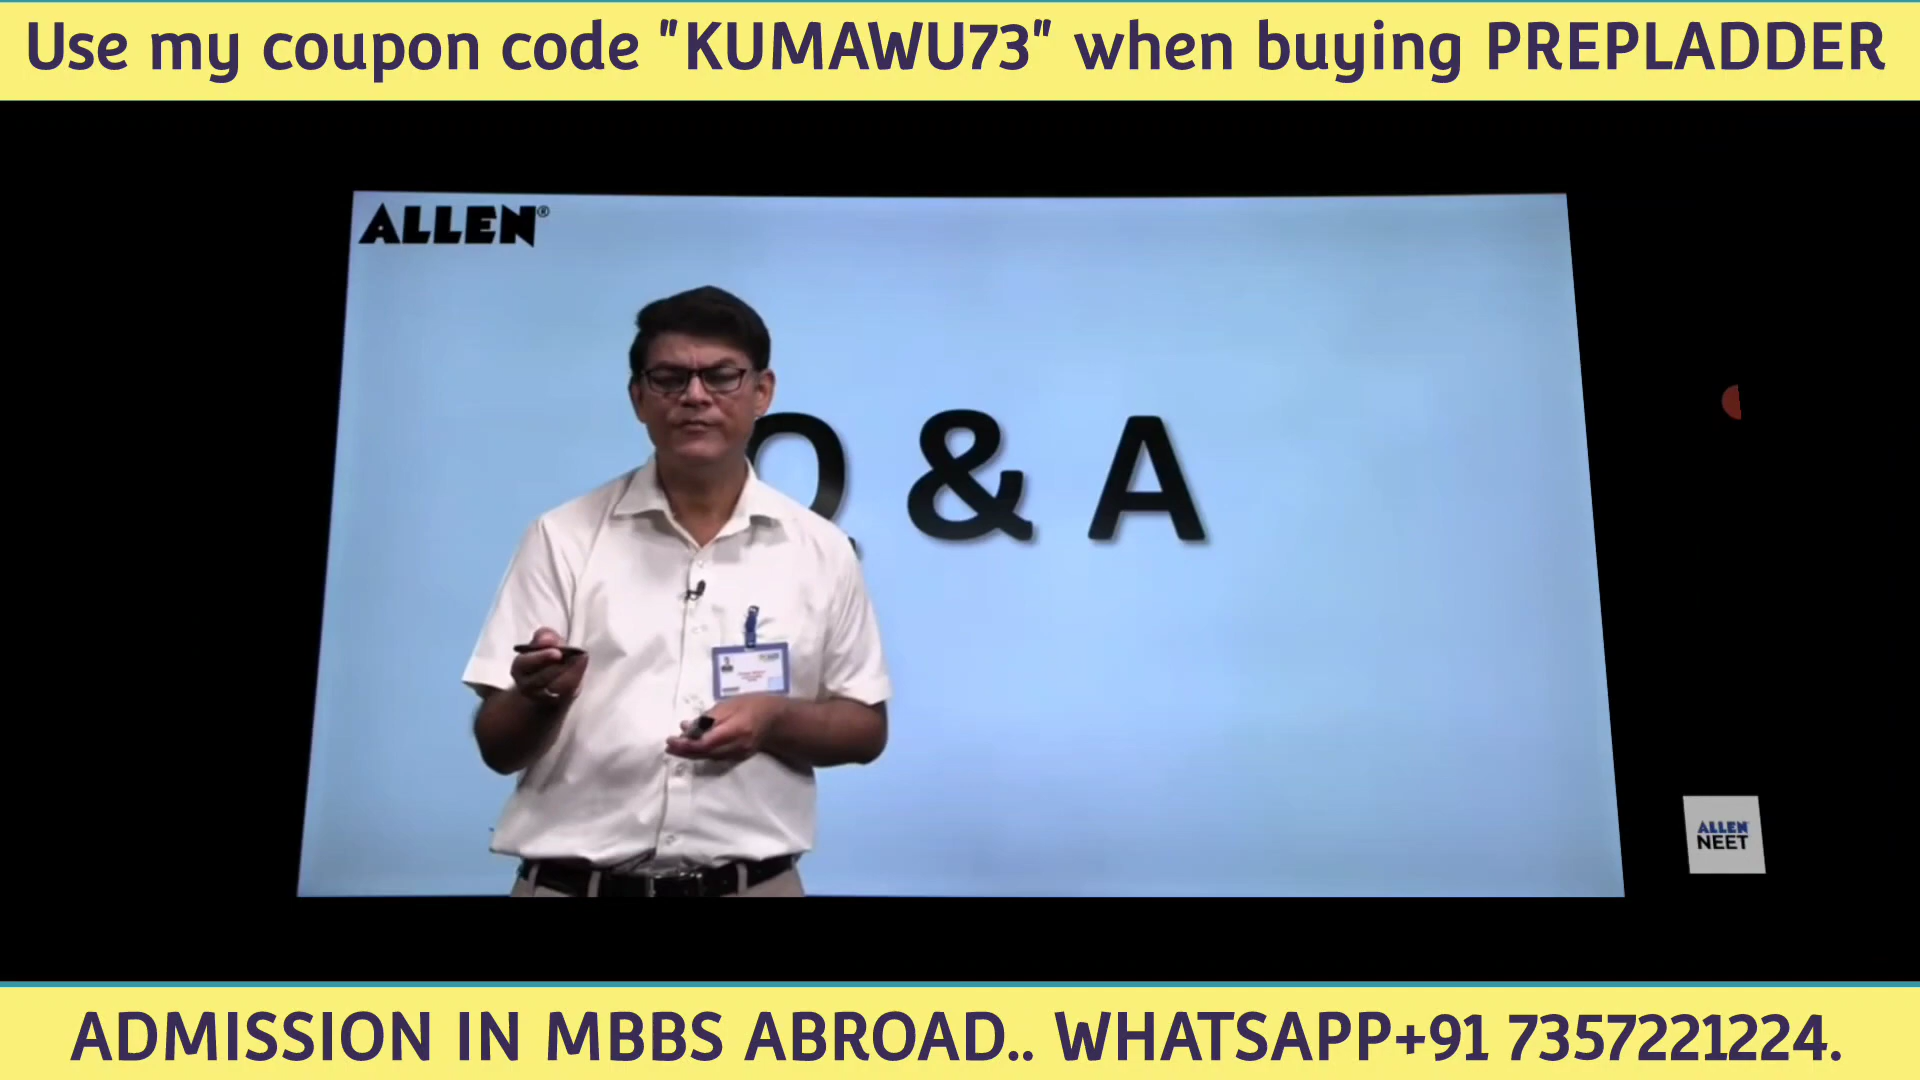 Use my coupon code "KUMAWU73" when buying PREPLADDER
ALLEN®
Q & A
ALLEN
NEET
ADMISSION IN MBBS ABROAD.. WHATSAPP+91 7357221224.